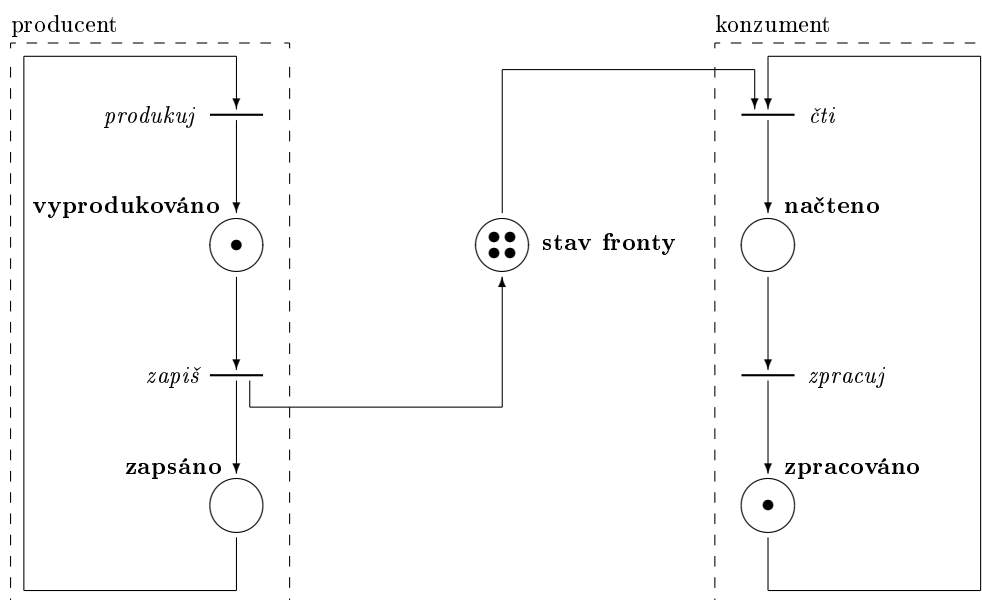 producent
konzument
produkuj
čti
vyprodukováno
načteno
stav fronty
zapiš
zpracuj
zapsáno
zpracováno